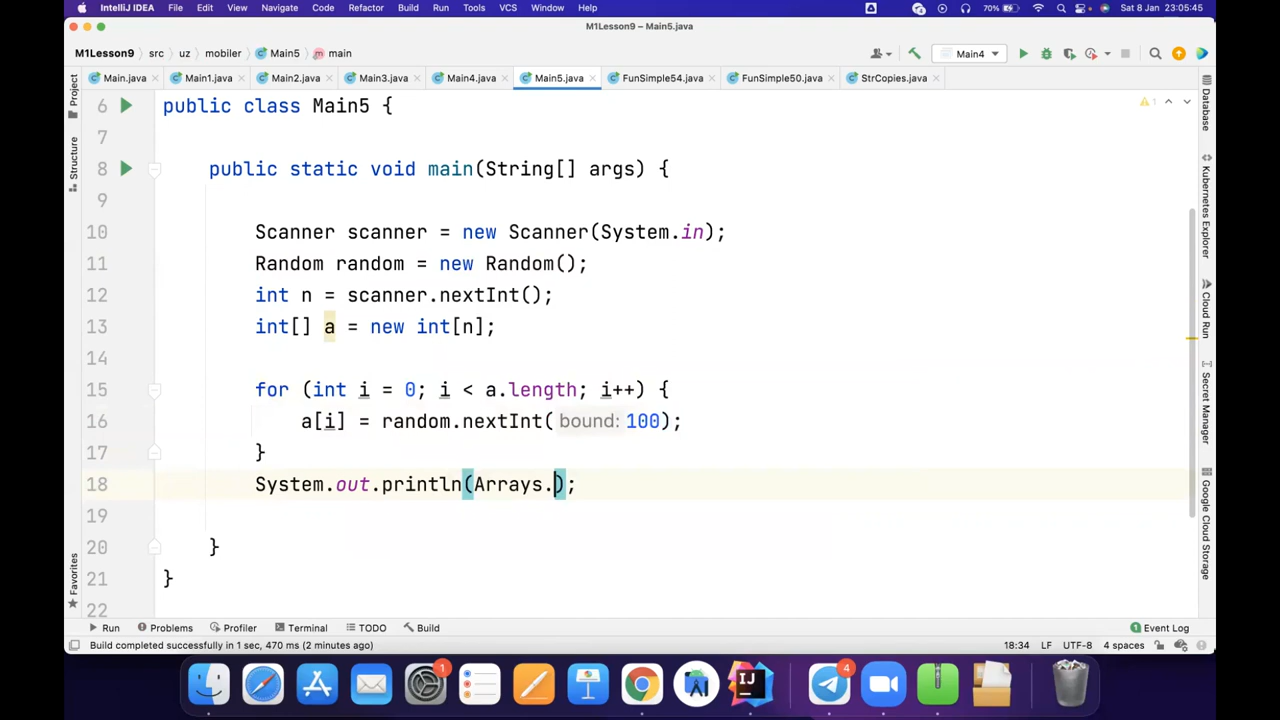 IntelliJ IDEA File Edit View Navigate Code Refactor Build Run Tools VCS Window Help 70% Sat 8 Jan 05:05:45
M1Lesson9 – Main5.java
M1Lesson9 src uz mobiler Main5 main Main4
Main.java Main1.java Main2.java Main3.java Main4.java Main5.java FunSimple54.java FunSimple50.java StrCopies.java
Project
Structure
Favorites
6 public class Main5 { 1
7
8 public static void main(String[] args) {
9
10 Scanner scanner = new Scanner(System.in);
11 Random random = new Random();
12 int n = scanner.nextInt();
13 int[] a = new int[n];
14
15 for (int i = 0; i < a.length; i++) {
16 a[i] = random.nextInt( bound: 100);
17 }
18 System.out.println(Arrays.);
19
20 }
21 }
22
Database
Kubernetes Explorer
Cloud Run
Secret Manager
Google Cloud Storage
Run Problems Profiler Terminal TODO Build 1 Event Log
Build completed successfully in 1 sec, 470 ms (2 minutes ago) 18:34 LF UTF-8 4 spaces
1 IJ 4